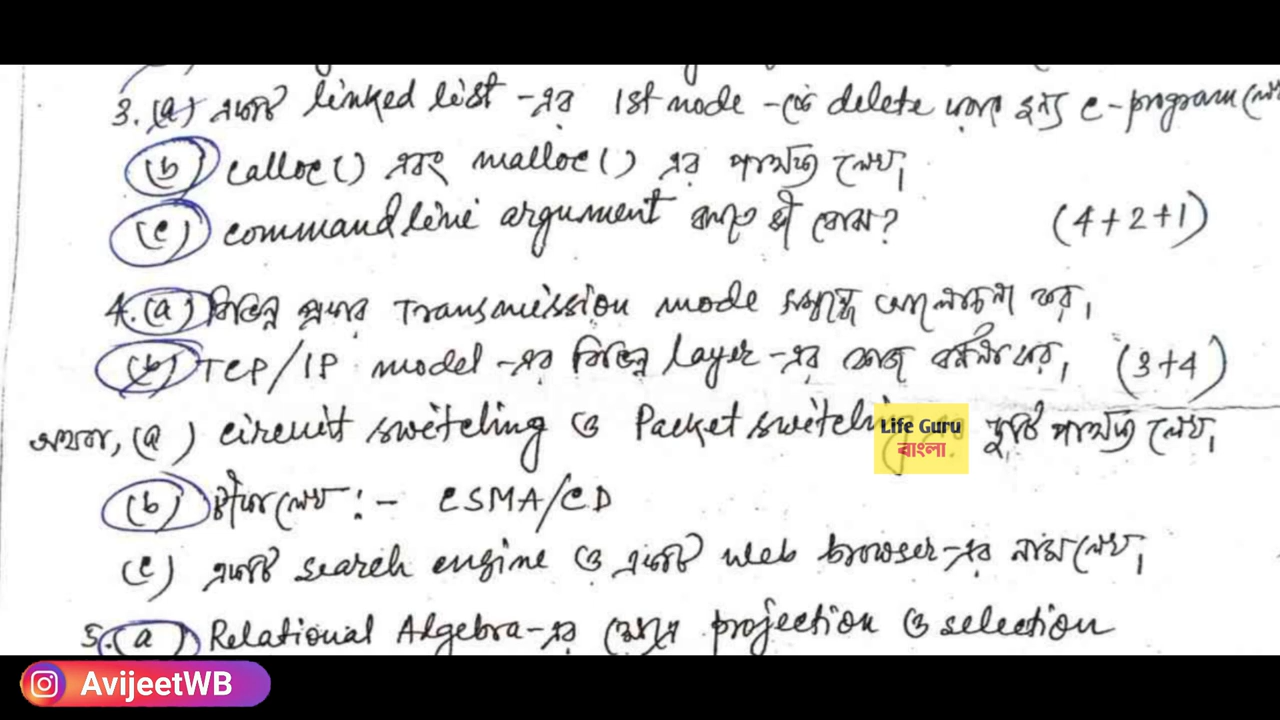 3. (a) একটি linked list -এর 1st node -কে delete করার জন্য C-program
(b) calloc() এবং malloc() এর পার্থক্য লেখ।
(c) command line argument বলতে কী বোঝ? (4+2+1)
4. (a) বিভিন্ন প্রকার Transmission mode সম্বন্ধে আলোচনা কর।
(b) TCP/IP model -এর বিভিন্ন layer -এর কাজ বর্ননা কর। (3+4)
অথবা, (a) circuit switching ও Packet switching দুটি পার্থক্য লেখ।
Life Guru
বাংলা
(b) টীকা লেখ :- CSMA/CD
(c) একটি search engine ও একটি web browser-এর নাম লেখ।
5. (a) Relational Algebra-এর projection ও selection
AvijeetWB